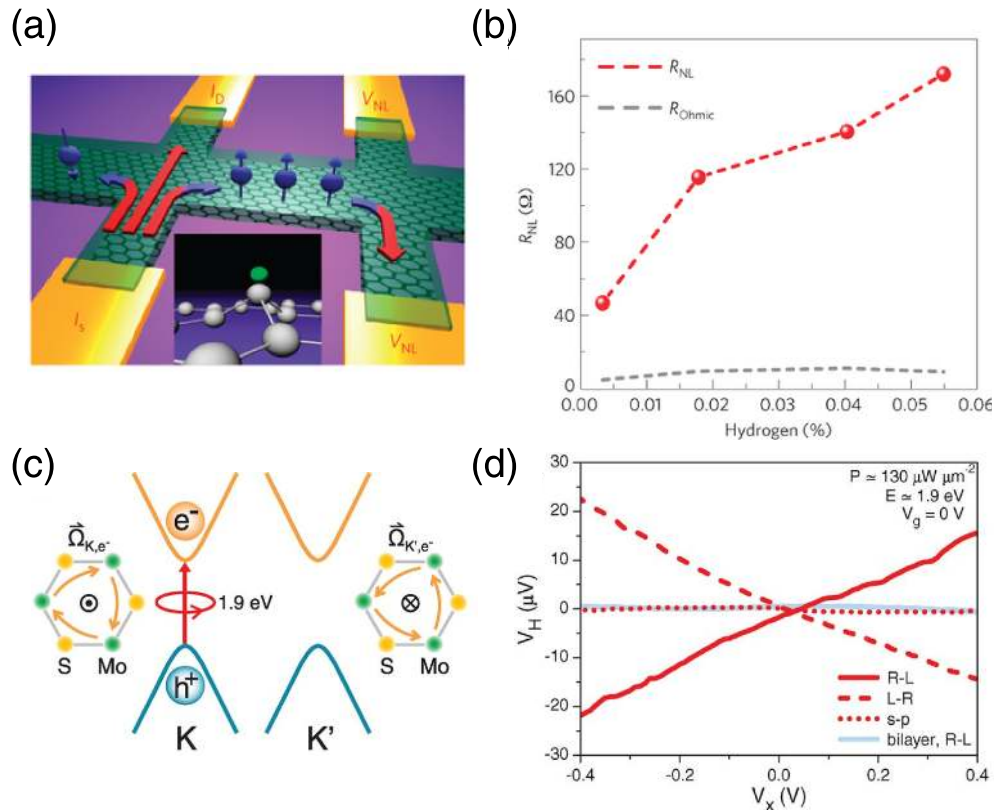 (a)
I_D
V_NL
I_s
V_NL
(b)
R_NL (Ω)
160
120
80
40
0
R_NL
R_Ohmic
0.00 0.01 0.02 0.03 0.04 0.05 0.06
Hydrogen (%)
(c)
Ω⃗_K,e⁻
S Mo
e⁻
1.9 eV
h⁺
K K'
Ω⃗_K',e⁻
S Mo
(d)
V_H (μV)
30
20
10
0
-10
-20
-30
P ≃ 130 μW μm⁻²
E ≃ 1.9 eV
V_g = 0 V
R-L
L-R
s-p
bilayer, R-L
-0.4 -0.2 0.0 0.2 0.4
V_x (V)